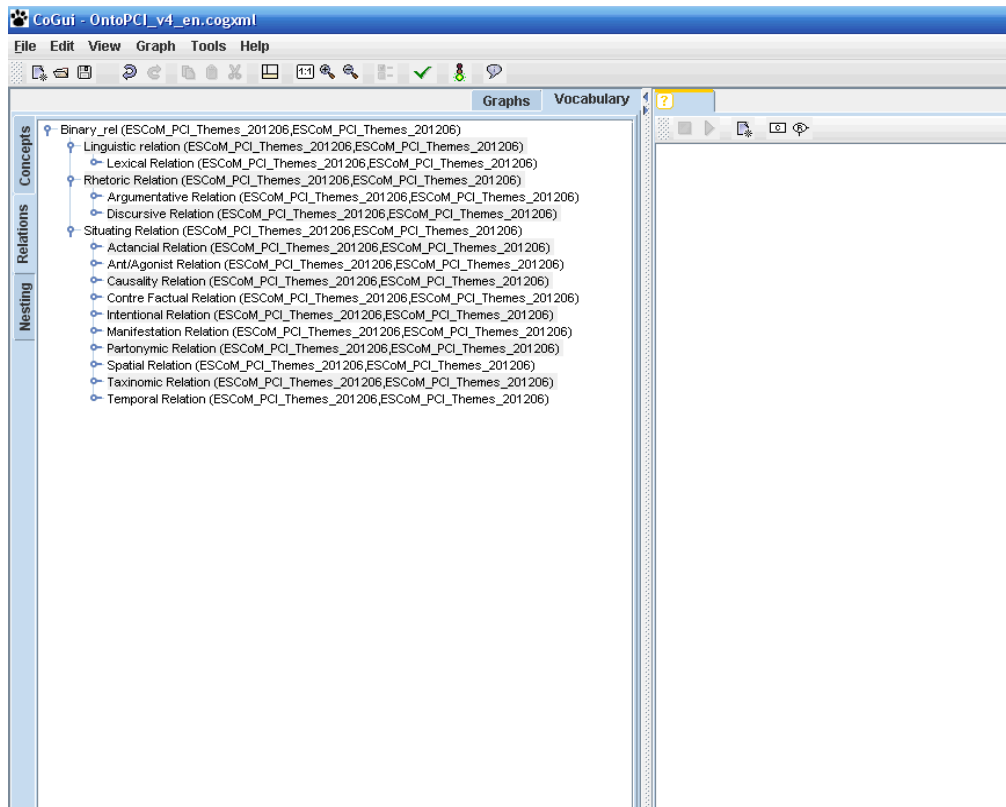 CoGui - OntoPCI_v4_en.cogxml
File Edit View Graph Tools Help
1:1
Graphs Vocabulary ?
Concepts
Relations
Nesting
Binary_rel (ESCoM_PCI_Themes_201206,ESCoM_PCI_Themes_201206)
Linguistic relation (ESCoM_PCI_Themes_201206,ESCoM_PCI_Themes_201206)
Lexical Relation (ESCoM_PCI_Themes_201206,ESCoM_PCI_Themes_201206)
Rhetoric Relation (ESCoM_PCI_Themes_201206,ESCoM_PCI_Themes_201206)
Argumentative Relation (ESCoM_PCI_Themes_201206,ESCoM_PCI_Themes_201206)
Discursive Relation (ESCoM_PCI_Themes_201206,ESCoM_PCI_Themes_201206)
Situating Relation (ESCoM_PCI_Themes_201206,ESCoM_PCI_Themes_201206)
Actancial Relation (ESCoM_PCI_Themes_201206,ESCoM_PCI_Themes_201206)
Ant/Agonist Relation (ESCoM_PCI_Themes_201206,ESCoM_PCI_Themes_201206)
Causality Relation (ESCoM_PCI_Themes_201206,ESCoM_PCI_Themes_201206)
Contre Factual Relation (ESCoM_PCI_Themes_201206,ESCoM_PCI_Themes_201206)
Intentional Relation (ESCoM_PCI_Themes_201206,ESCoM_PCI_Themes_201206)
Manifestation Relation (ESCoM_PCI_Themes_201206,ESCoM_PCI_Themes_201206)
Partonymic Relation (ESCoM_PCI_Themes_201206,ESCoM_PCI_Themes_201206)
Spatial Relation (ESCoM_PCI_Themes_201206,ESCoM_PCI_Themes_201206)
Taxinomic Relation (ESCoM_PCI_Themes_201206,ESCoM_PCI_Themes_201206)
Temporal Relation (ESCoM_PCI_Themes_201206,ESCoM_PCI_Themes_201206)